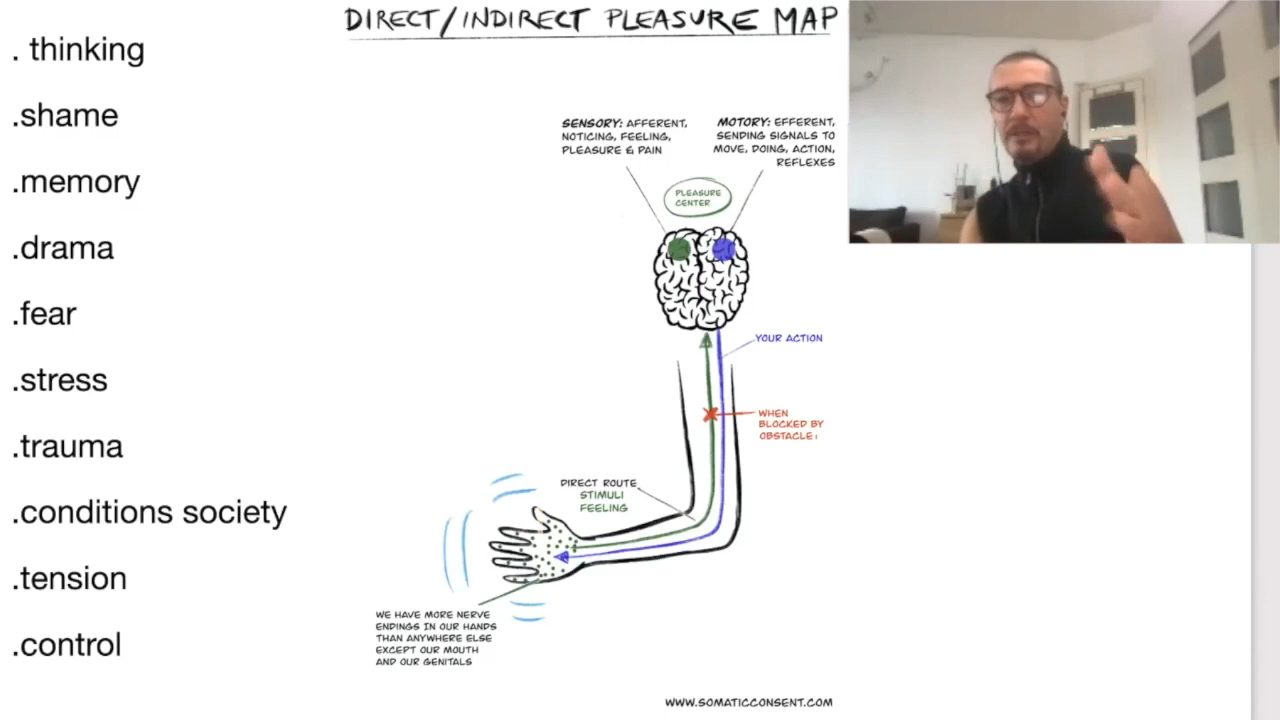 DIRECT/INDIRECT PLEASURE MAP
. thinking
.shame
.memory
.drama
.fear
.stress
.trauma
.conditions society
.tension
.control
SENSORY: AFFERENT,
NOTICING, FEELING,
PLEASURE & PAIN
MOTORY: EFFERENT,
SENDING SIGNALS TO
MOVE, DOING, ACTION,
REFLEXES
PLEASURE
CENTER
YOUR ACTION
WHEN
BLOCKED BY
OBSTACLE:
DIRECT ROUTE
STIMULI
FEELING
WE HAVE MORE NERVE
ENDINGS IN OUR HANDS
THAN ANYWHERE ELSE
EXCEPT OUR MOUTH
AND OUR GENITALS
WWW.SOMATICCONSENT.COM